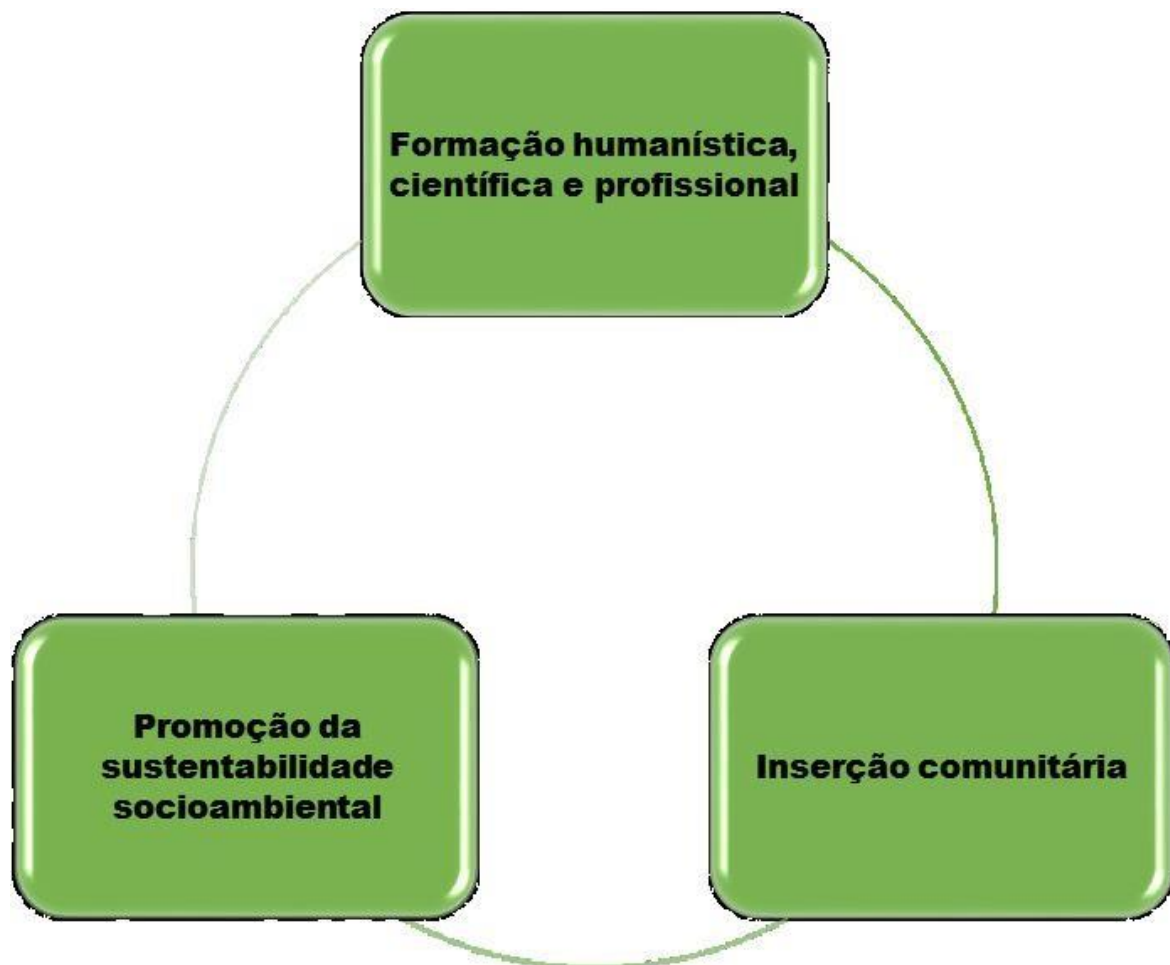 Formação humanística,
científica e profissional
Promoção da
sustentabilidade
socioambiental
Inserção comunitária